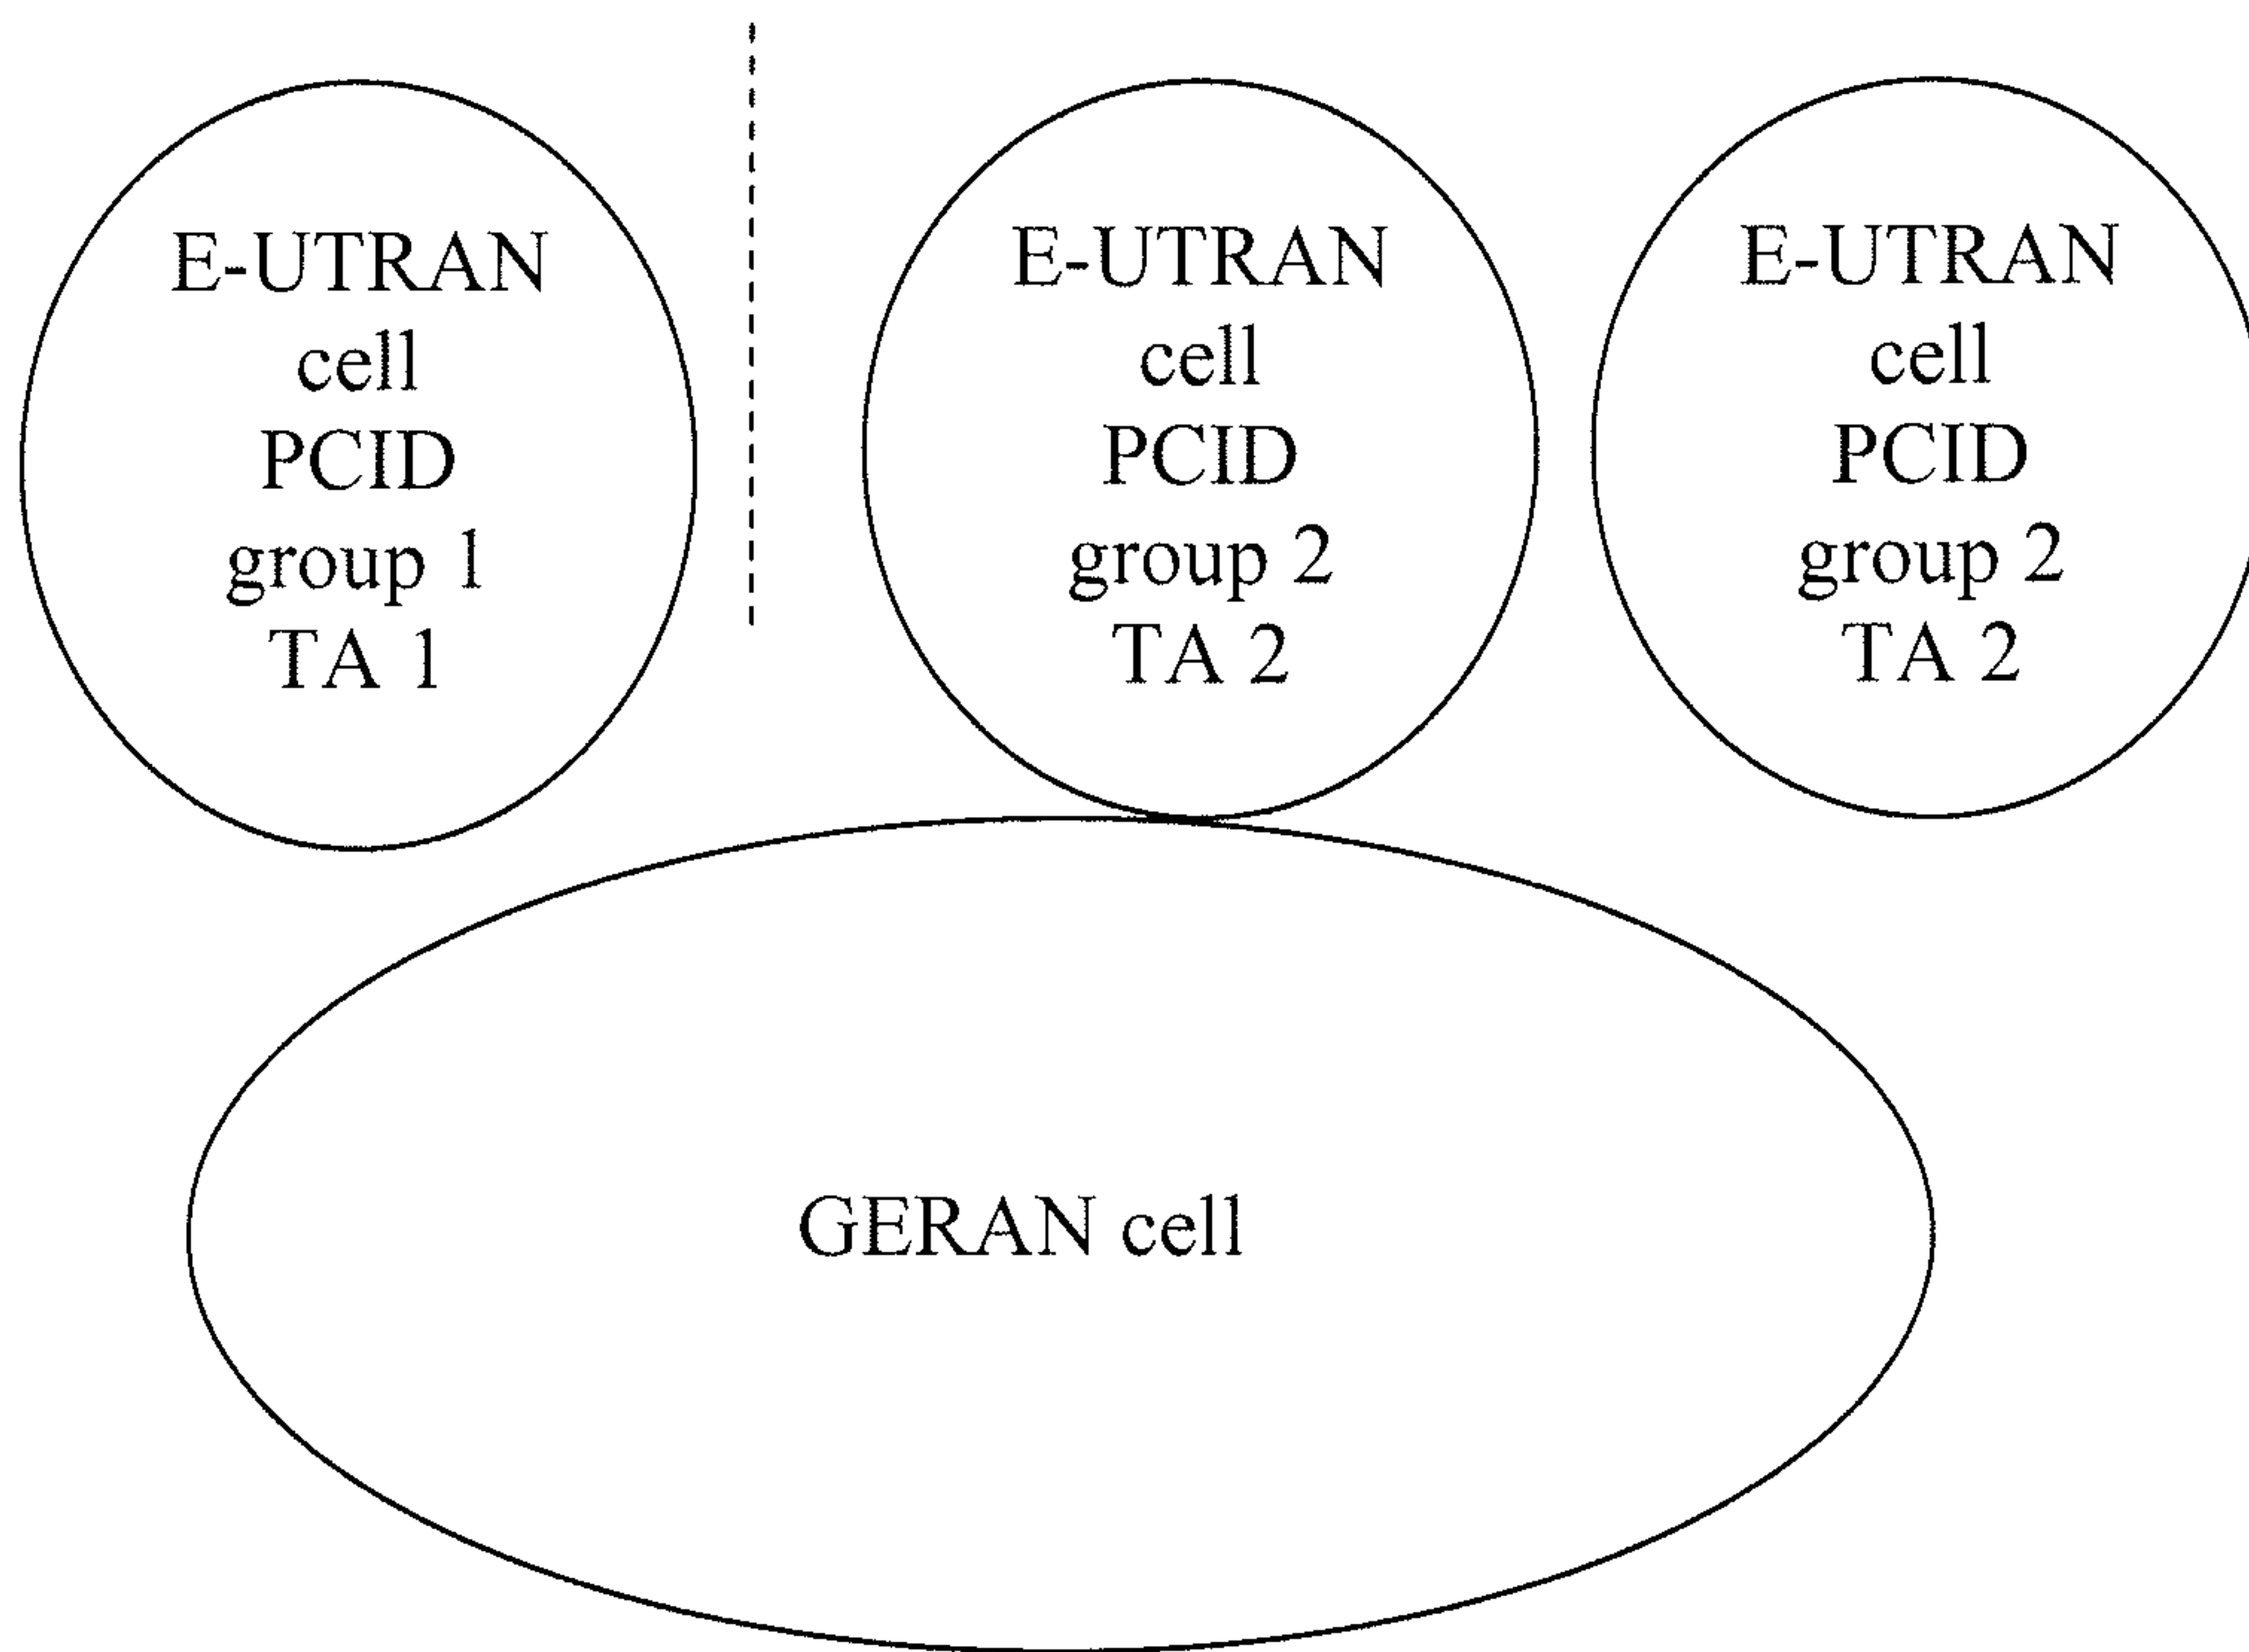 E-UTRAN
cell
PCID
group 1
TA 1
E-UTRAN
cell
PCID
group 2
TA 2
E-UTRAN
cell
PCID
group 2
TA 2
GERAN cell